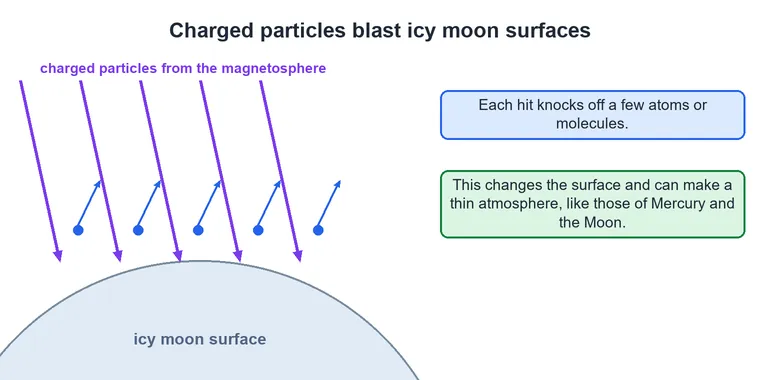 Charged particles blast icy moon surfaces
charged particles from the magnetosphere
Each hit knocks off a few atoms or
molecules.
This changes the surface and can make a
thin atmosphere, like those of Mercury and
the Moon.
icy moon surface